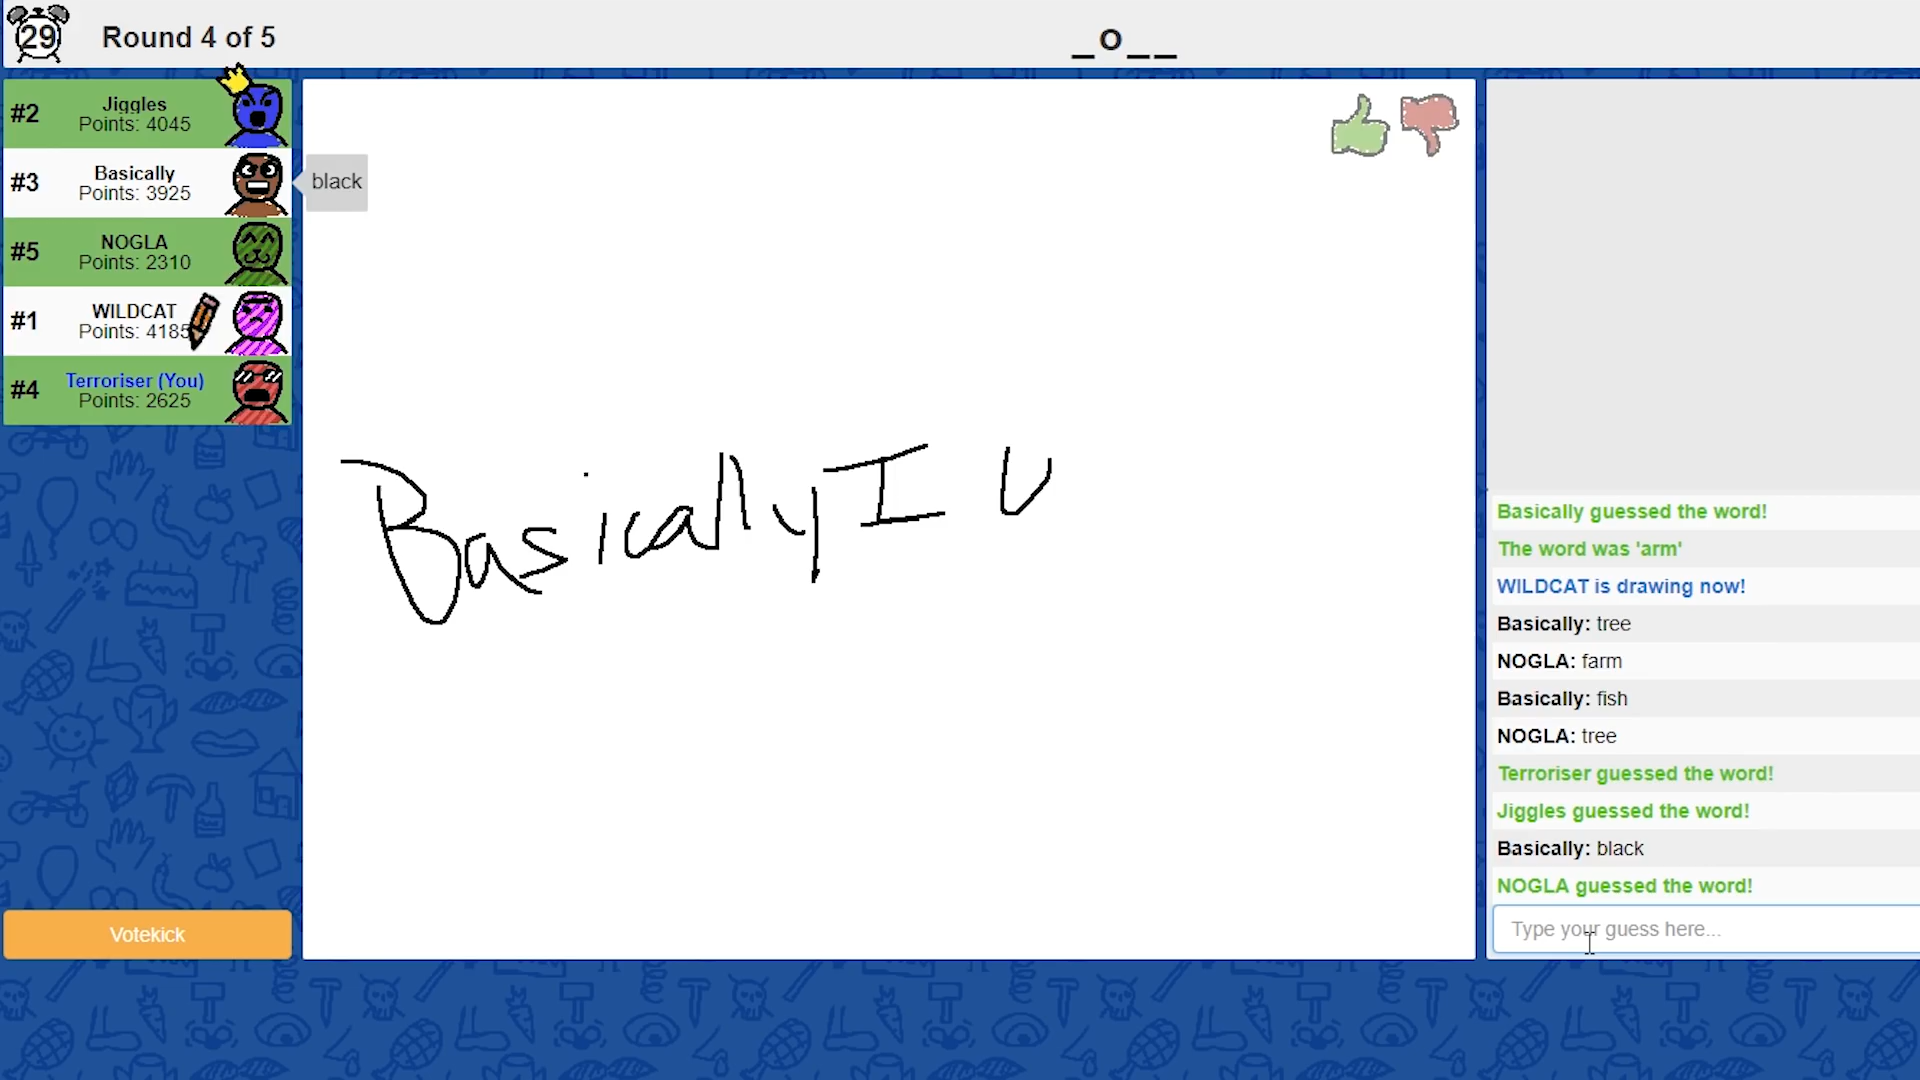 29
Round 4 of 5
_o__
#2
Jiggles
Points: 4045
#3
Basically
Points: 3925
black
#5
NOGLA
Points: 2310
#1
WILDCAT
Points: 4185
#4
Terroriser (You)
Points: 2625
Basically I U
Votekick
Basically guessed the word!
The word was 'arm'
WILDCAT is drawing now!
Basically: tree
NOGLA: farm
Basically: fish
NOGLA: tree
Terroriser guessed the word!
Jiggles guessed the word!
Basically: black
NOGLA guessed the word!
Type your guess here...